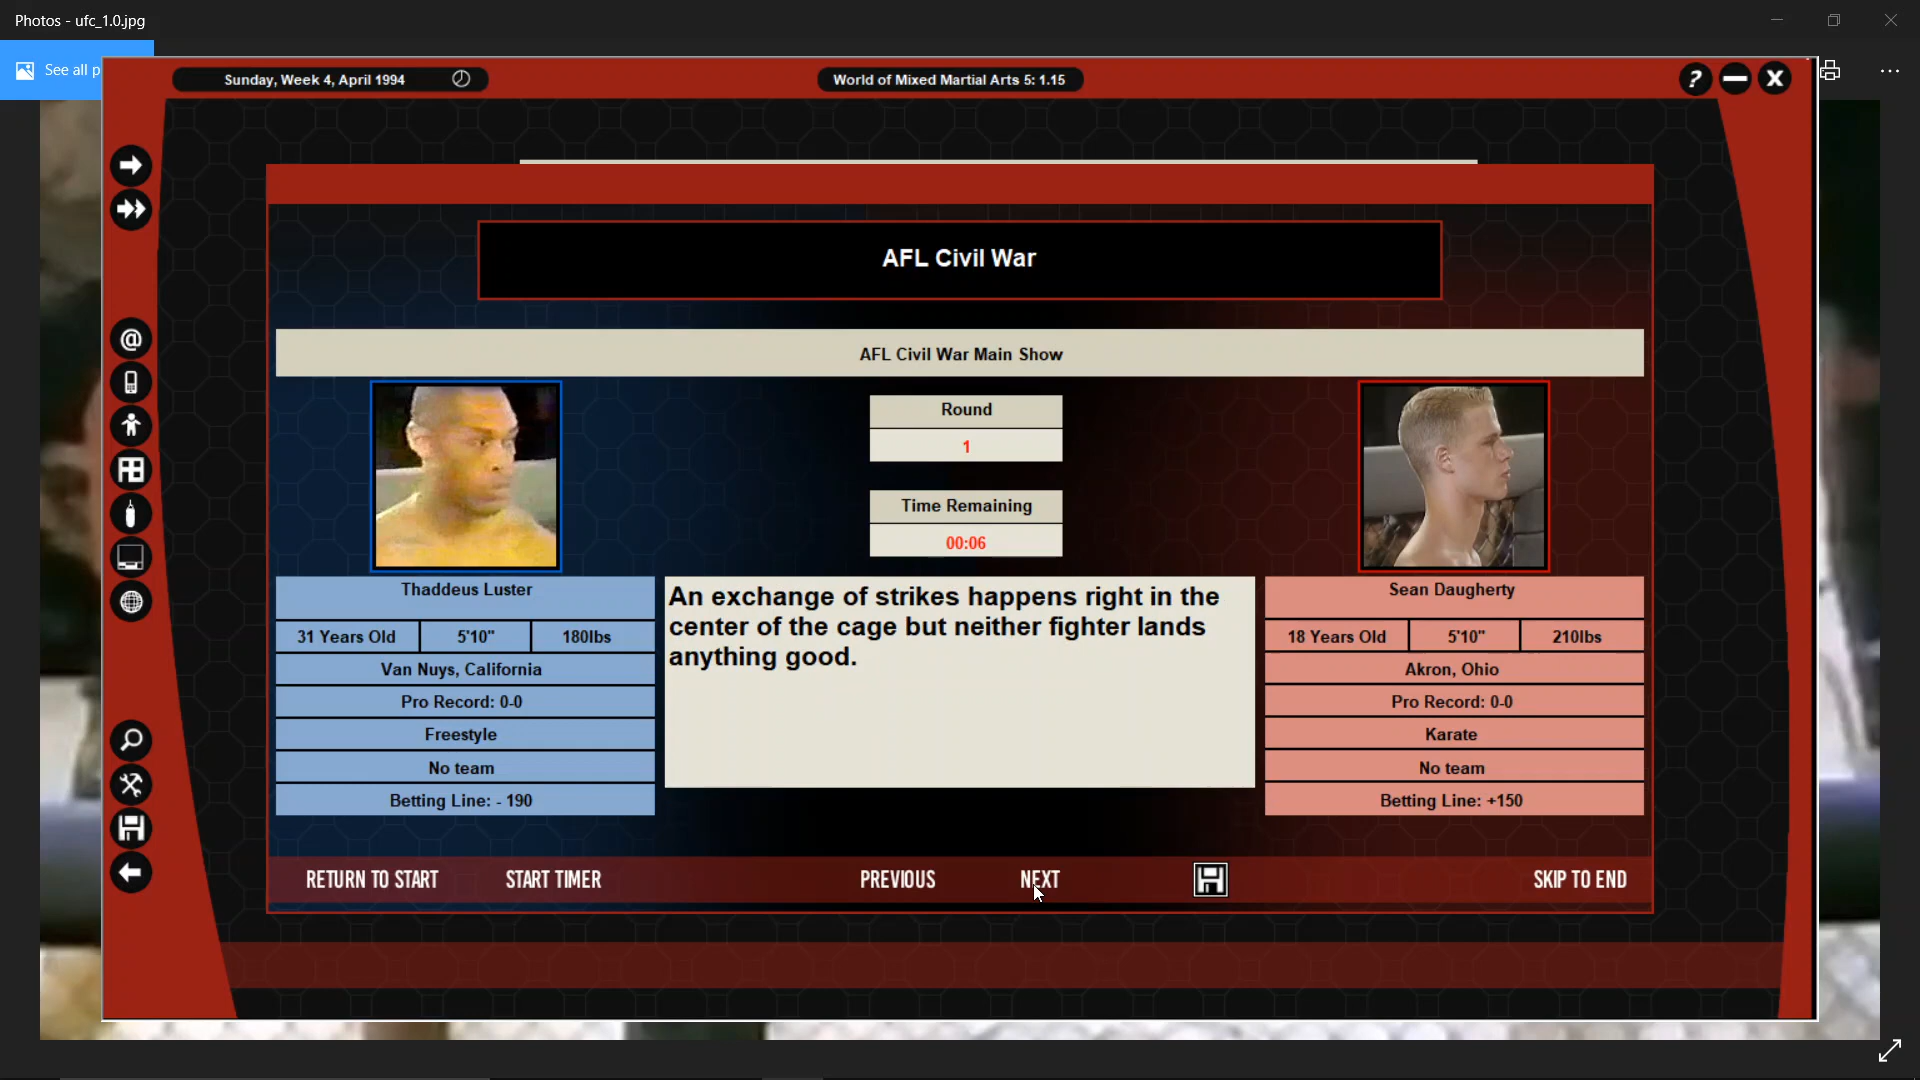 Photos - ufc_1.0.jpg
See all p
Sunday, Week 4, April 1994
World of Mixed Martial Arts 5: 1.15
?
X
AFL Civil War
AFL Civil War Main Show
Round
1
Time Remaining
00:06
Thaddeus Luster
31 Years Old
5'10"
180lbs
Van Nuys, California
Pro Record: 0-0
Freestyle
No team
Betting Line: - 190
An exchange of strikes happens right in the
center of the cage but neither fighter lands
anything good.
Sean Daugherty
18 Years Old
5'10"
210lbs
Akron, Ohio
Pro Record: 0-0
Karate
No team
Betting Line: +150
@
RETURN TO START
START TIMER
PREVIOUS
NEXT
SKIP TO END